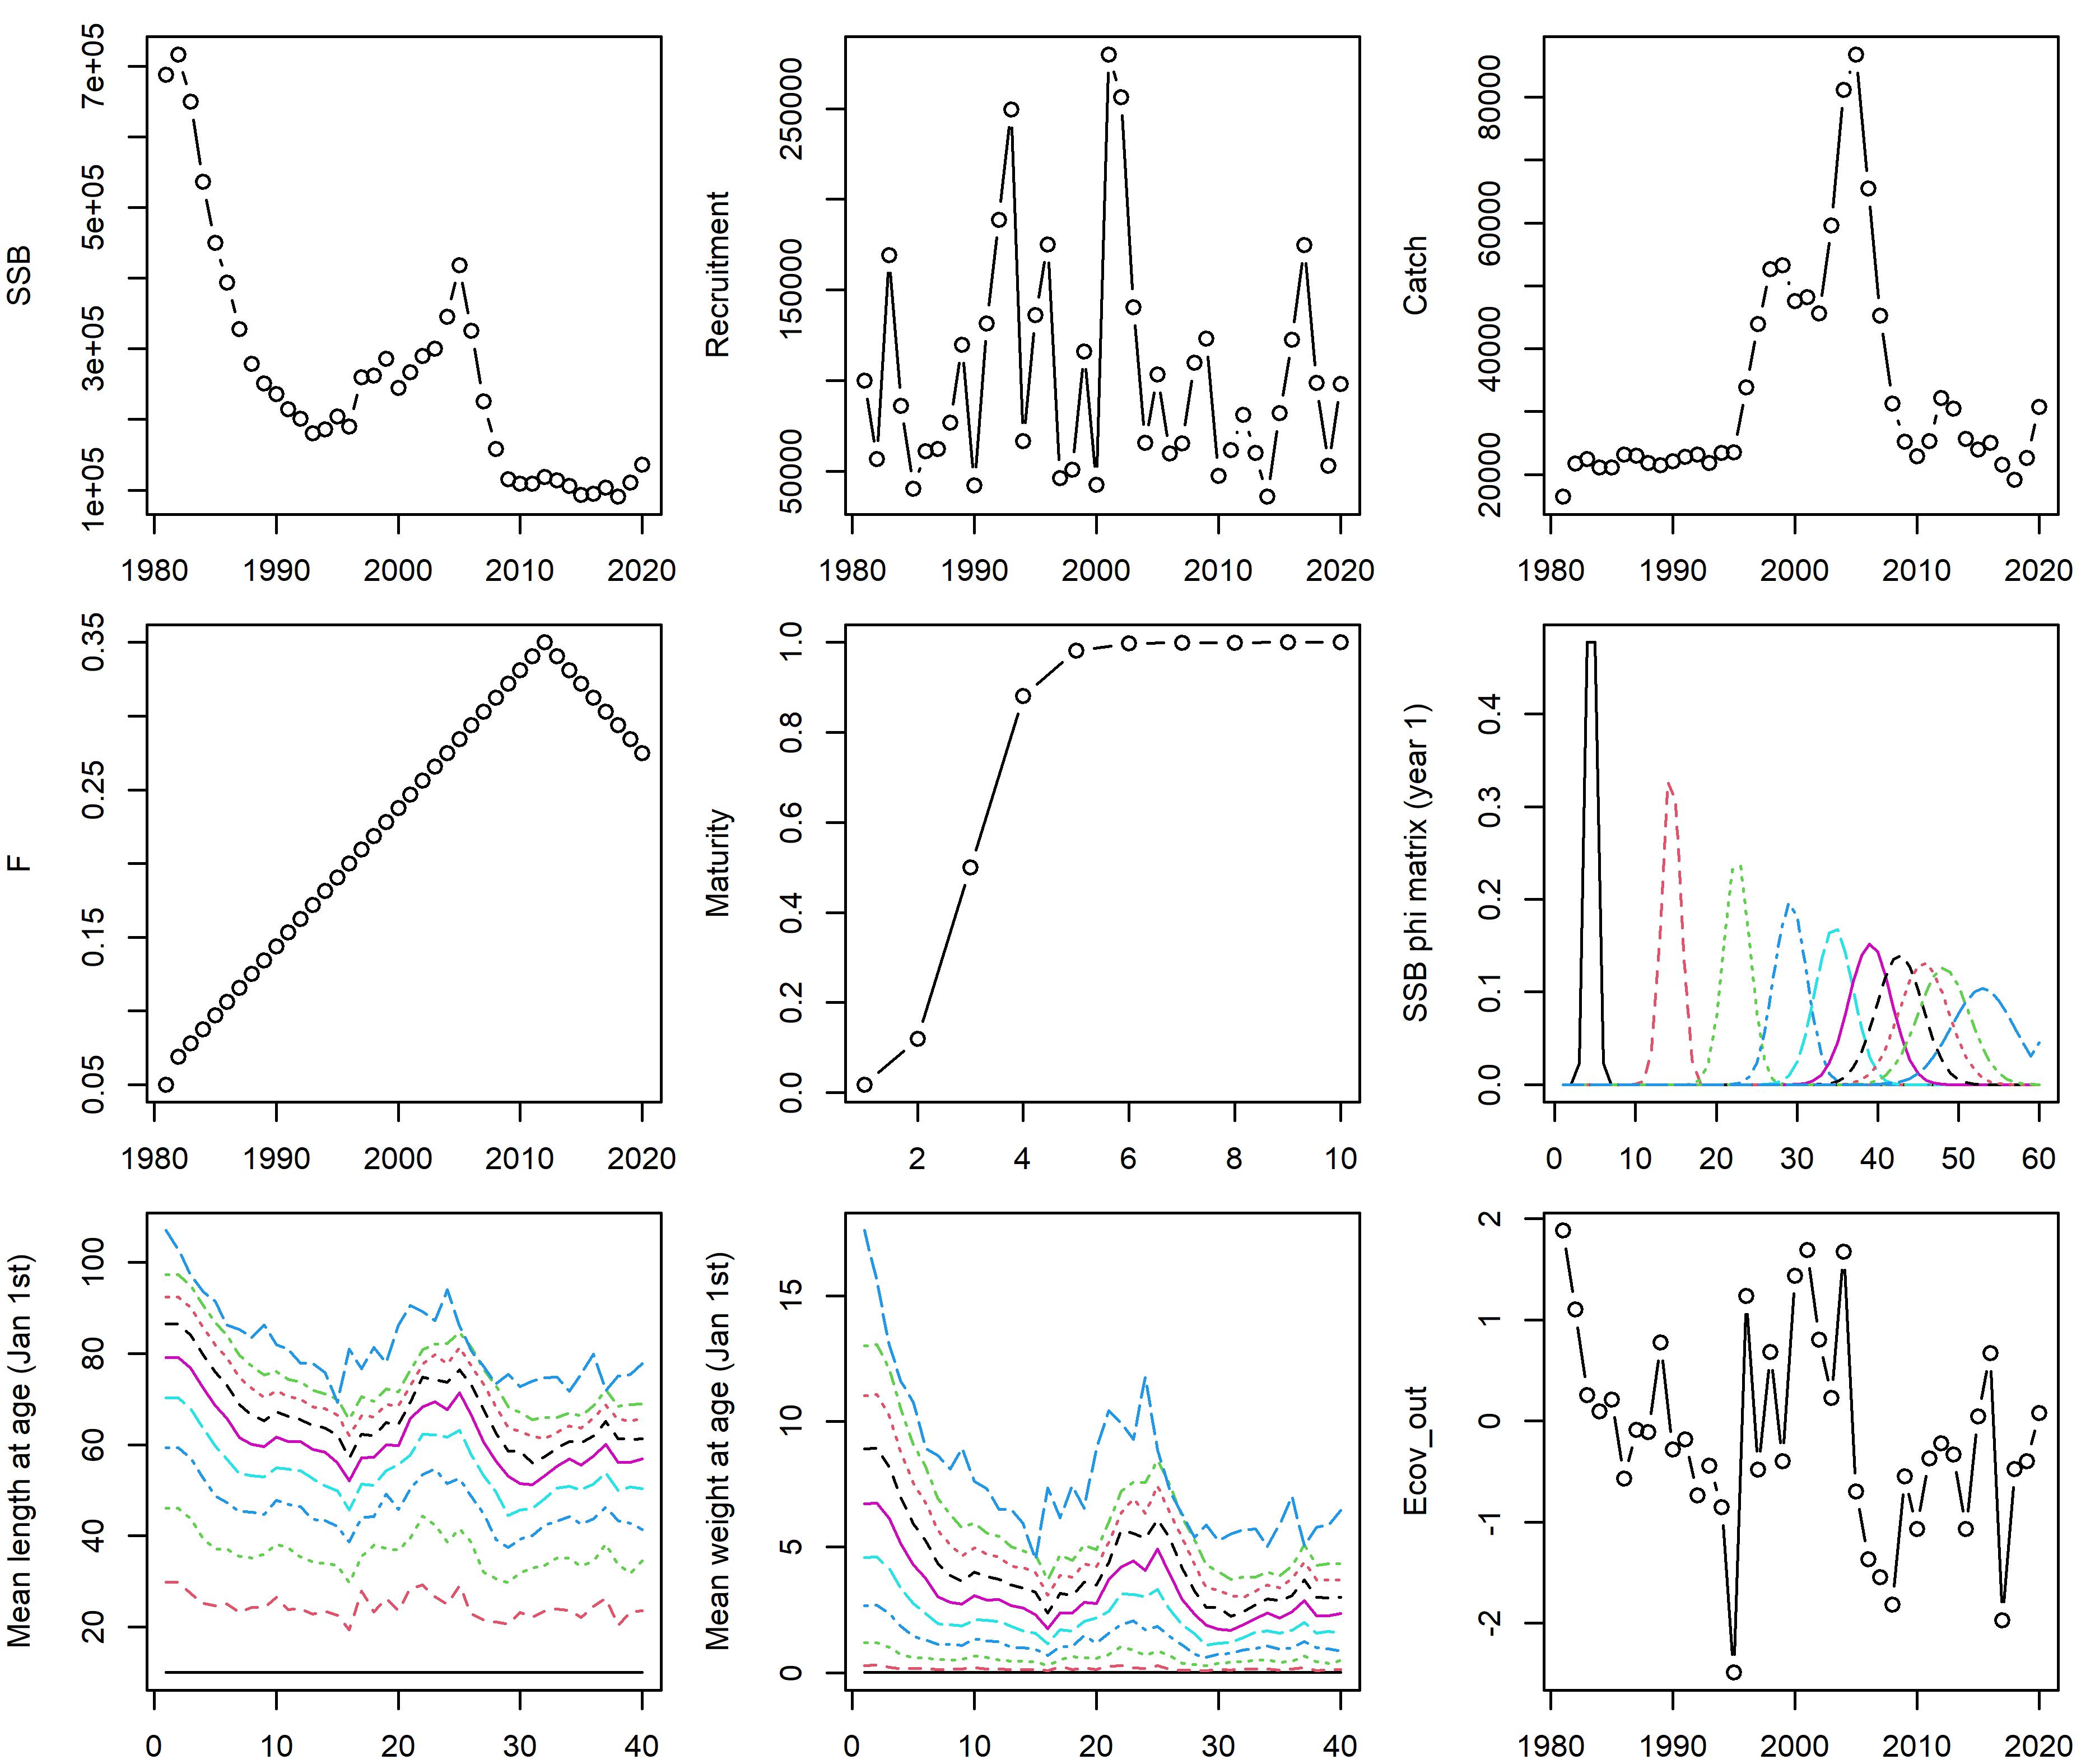 SSB
7e+05
5e+05
3e+05
1e+05
1980 1990 2000 2010 2020
Recruitment
250000
150000
50000
1980 1990 2000 2010 2020
Catch
80000
60000
40000
20000
1980 1990 2000 2010 2020
F
0.35
0.25
0.15
0.05
1980 1990 2000 2010 2020
Maturity
1.0
0.8
0.6
0.4
0.2
0.0
2 4 6 8 10
SSB phi matrix (year 1)
0.4
0.3
0.2
0.1
0.0
0 10 20 30 40 50 60
Mean length at age (Jan 1st)
100
80
60
40
20
0 10 20 30 40
Mean weight at age (Jan 1st)
15
10
5
0
0 10 20 30 40
Ecov_out
2
1
0
-1
-2
1980 1990 2000 2010 2020